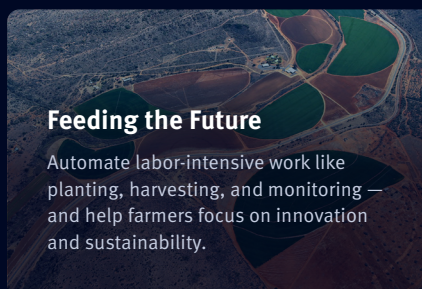 Feeding the Future
Automate labor-intensive work like
planting, harvesting, and monitoring —
and help farmers focus on innovation
and sustainability.